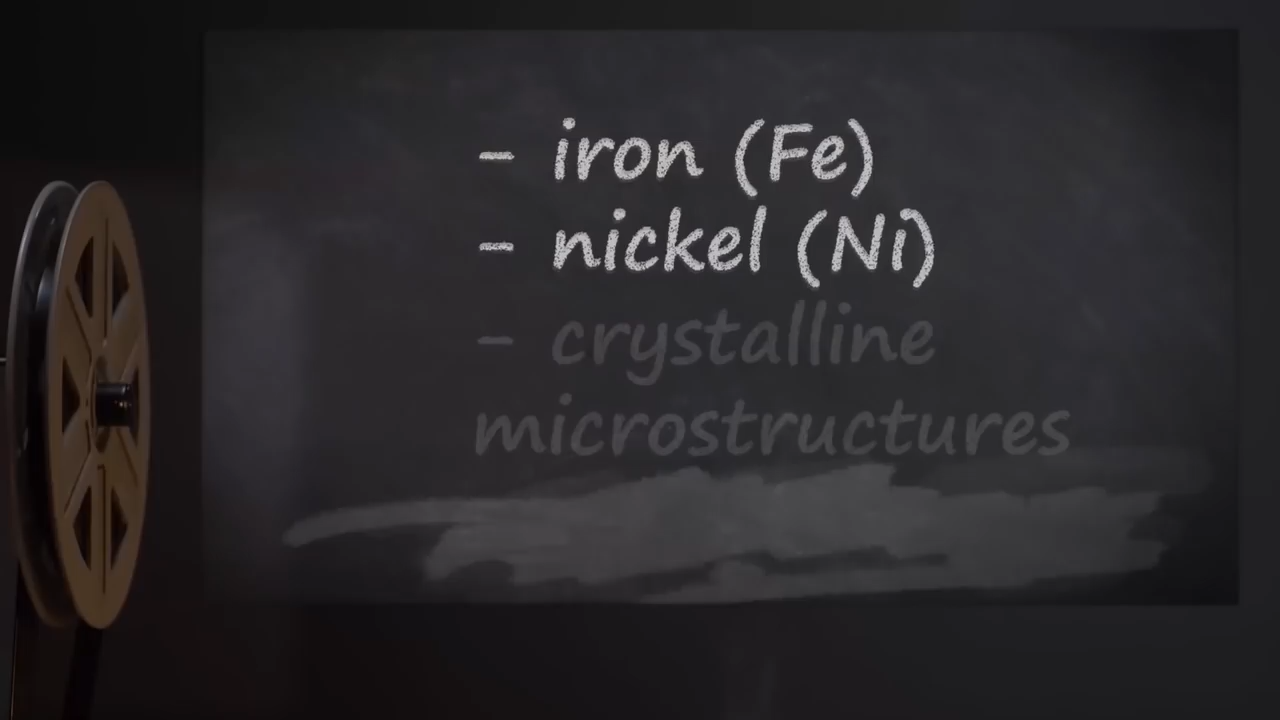 - iron (Fe)
- nickel (Ni)
- crystalline
microstructures